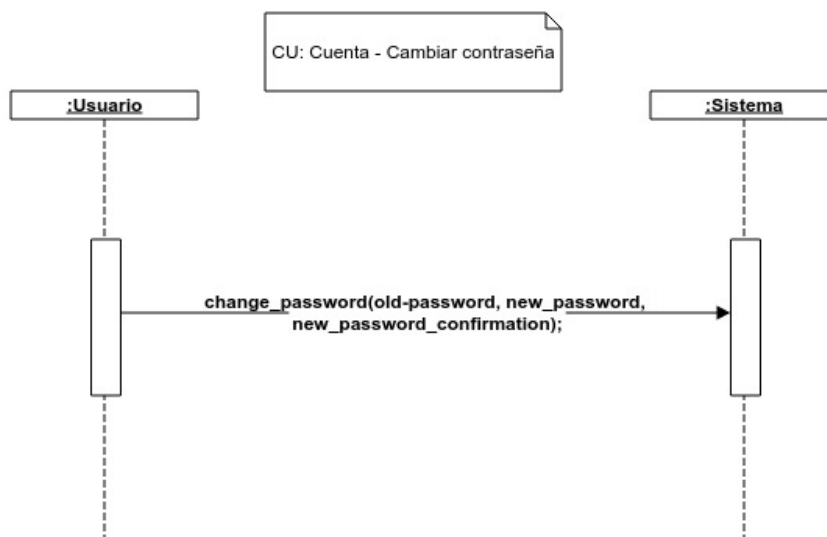 CU: Cuenta - Cambiar contraseña
:Usuario
:Sistema
change_password(old-password, new_password,
new_password_confirmation);